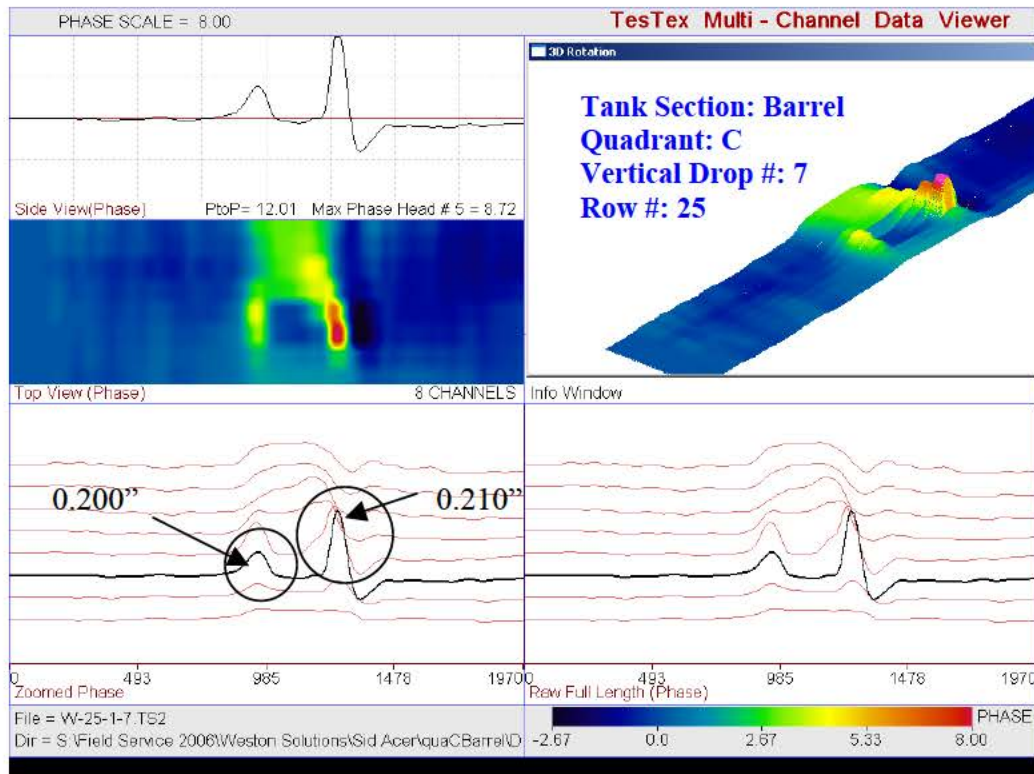 PHASE SCALE = 8.00
TesTex Multi - Channel Data Viewer
3D Rotation
Tank Section: Barrel
Quadrant: C
Vertical Drop #: 7
Row #: 25
Side View(Phase) PtoP= 12.01 Max Phase Head # 5 = 8.72
Top View (Phase) 8 CHANNELS
Info Window
0.200” 0.210”
0 493 985 1478 1970
Zoomed Phase
0 493 985 1478 1970
Raw Full Length (Phase)
File = W-25-1-7.TS2
Dir = S:\Field Service 2006\Weston Solutions\Sid Acer\quaCBarrel\D
PHASE
-2.67 0.0 2.67 5.33 8.00